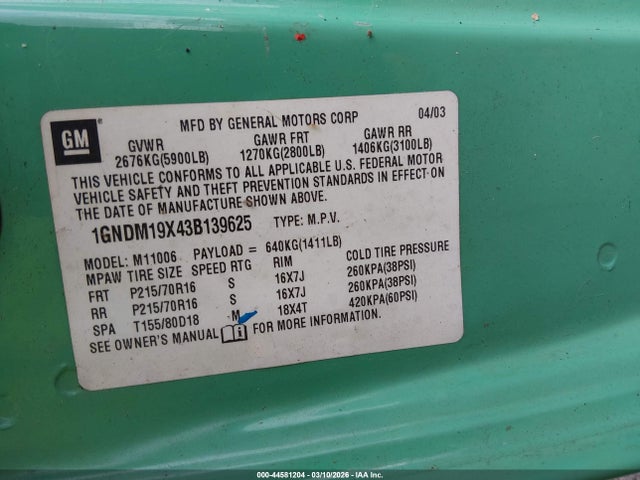 GM
MFD BY GENERAL MOTORS CORP 04/03
GVWR GAWR FRT GAWR RR
2676KG(5900LB) 1270KG(2800LB) 1406KG(3100LB)
THIS VEHICLE CONFORMS TO ALL APPLICABLE U.S. FEDERAL MOTOR
VEHICLE SAFETY AND THEFT PREVENTION STANDARDS IN EFFECT ON
THE DATE OF MANUFACTURE SHOWN ABOVE.
1GNDM19X43B139625 TYPE: M.P.V.
MODEL: M11006 PAYLOAD = 640KG(1411LB)
MPAW TIRE SIZE SPEED RTG RIM COLD TIRE PRESSURE
FRT P215/70R16 S 16X7J 260KPA(38PSI)
RR P215/70R16 S 16X7J 260KPA(38PSI)
SPA T155/80D18 M 18X4T 420KPA(60PSI)
SEE OWNER'S MANUAL i FOR MORE INFORMATION.
000-44581204 - 03/10/2026 - IAA Inc.